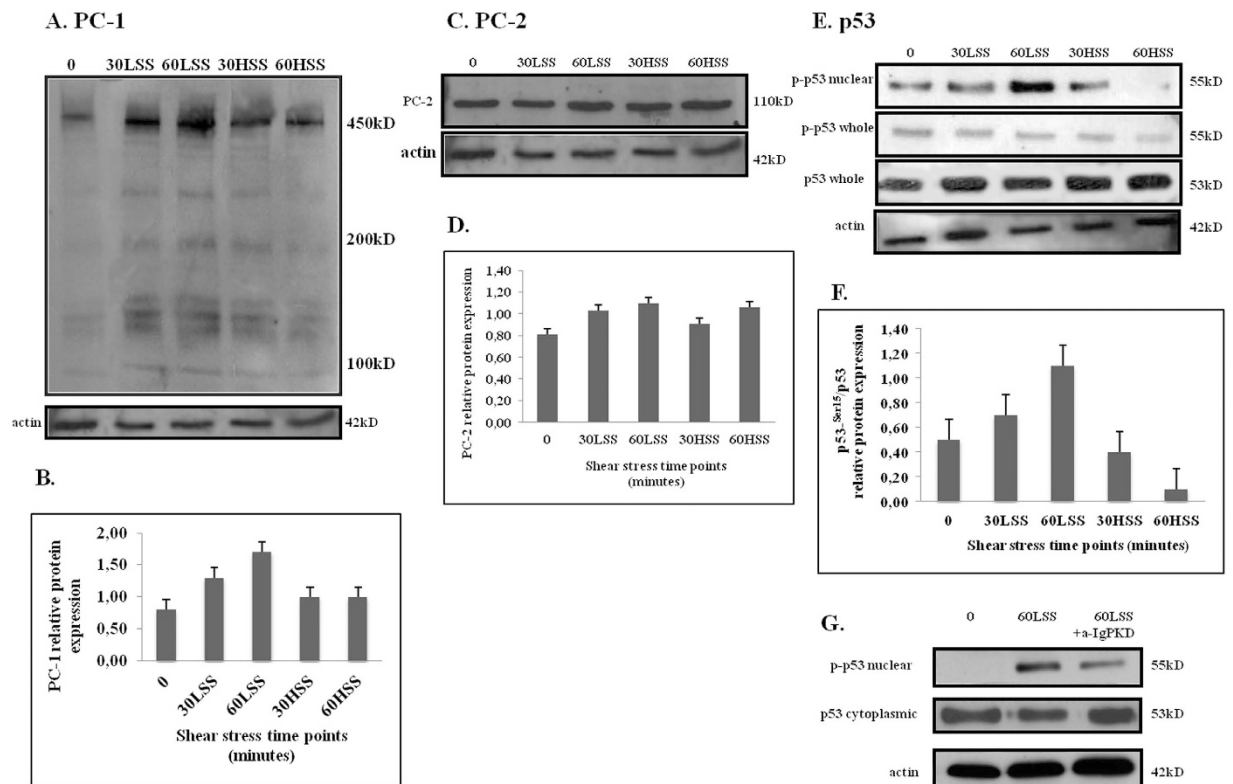 A. PC-1
0 30LSS 60LSS 30HSS 60HSS
450kD
200kD
100kD
actin 42kD
B.
PC-1 relative protein
expression
2,00
1,50
1,00
0,50
0,00
0 30LSS 60LSS 30HSS 60HSS
Shear stress time points
(minutes)
C. PC-2
0 30LSS 60LSS 30HSS 60HSS
PC-2 110kD
actin 42kD
D.
PC-2 relative protein expression
1,40
1,20
1,00
0,80
0,60
0,40
0,20
0,00
0 30LSS 60LSS 30HSS 60HSS
Shear stress time points
(minutes)
E. p53
0 30LSS 60LSS 30HSS 60HSS
p-p53 nuclear 55kD
p-p53 whole 55kD
p53 whole 53kD
actin 42kD
F.
p53-Ser15/p53
relative protein expression
1,40
1,20
1,00
0,80
0,60
0,40
0,20
0,00
0 30LSS 60LSS 30HSS 60HSS
Shear stress time points (minutes)
G.
0 60LSS 60LSS
+a-IgPKD
p-p53 nuclear 55kD
p53 cytoplasmic 53kD
actin 42kD